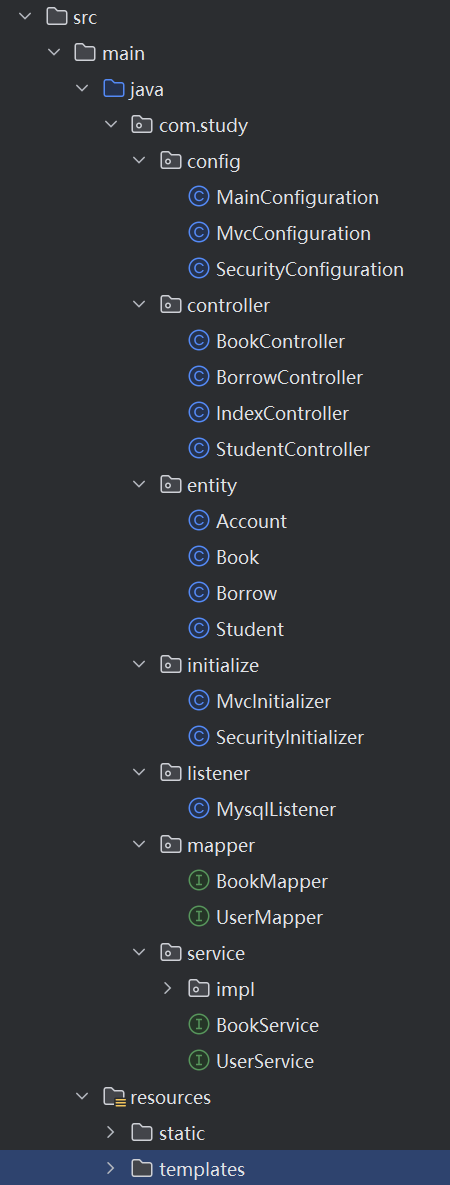 src
main
java
com.study
config
MainConfiguration
MvcConfiguration
SecurityConfiguration
controller
BookController
BorrowController
IndexController
StudentController
entity
Account
Book
Borrow
Student
initialize
MvcInitializer
SecurityInitializer
listener
MysqlListener
mapper
BookMapper
UserMapper
service
impl
BookService
UserService
resources
static
templates